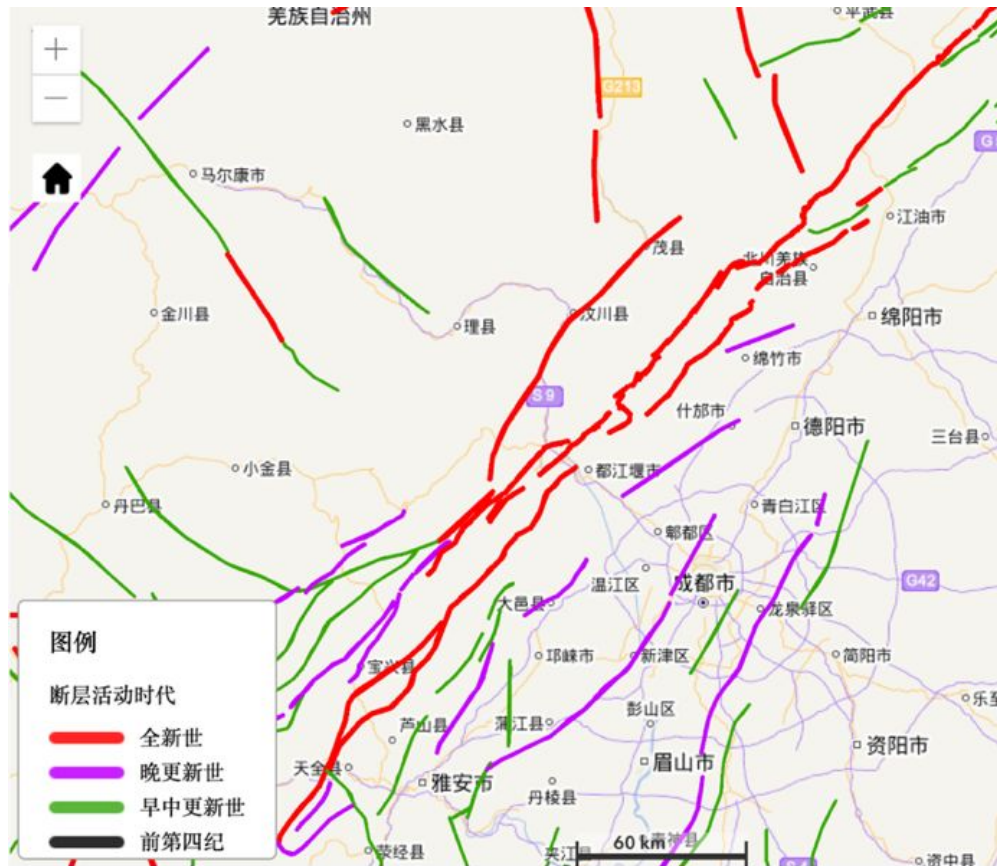 羌族自治州
平武县
G213
黑水县
马尔康市
江油市
茂县
北川羌族
自治县
金川县
汶川县
理县
绵阳市
绵竹市
S9
什邡市
德阳市
三台县
小金县
都江堰市
丹巴县
青白江区
郫都区
温江区
成都市
G42
大邑县
龙泉驿区
邛崃市
新津区
简阳市
宝兴县
彭山区
芦山县
蒲江县
资阳市
天全县
雅安市
眉山市
丹棱县
60 km
荥经县
资中县
图例
断层活动时代
全新世
晚更新世
早中更新世
前第四纪